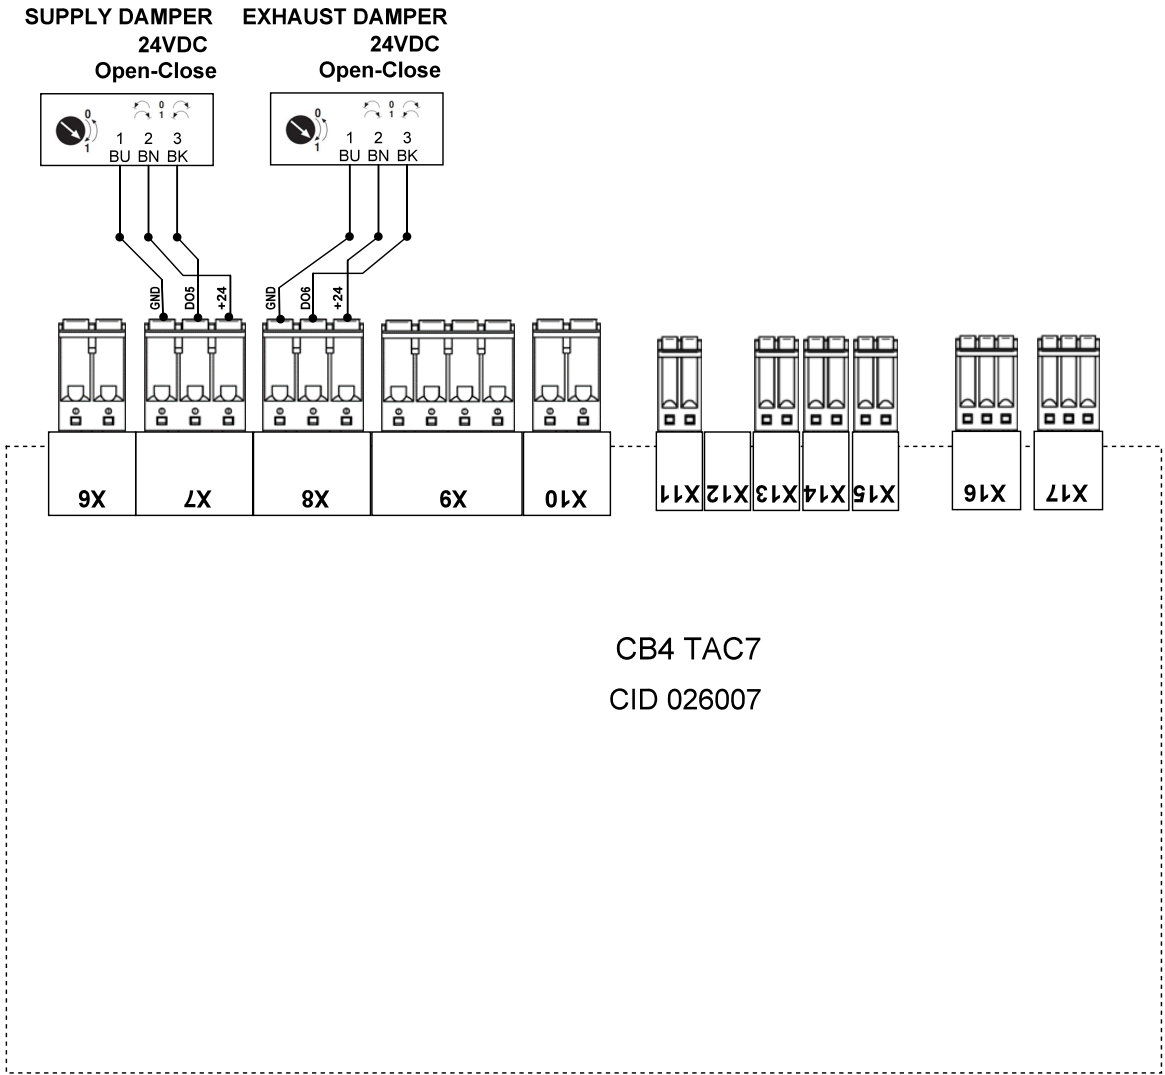 SUPPLY DAMPER
24VDC
Open-Close
EXHAUST DAMPER
24VDC
Open-Close
0
1
0
1
1 2 3
BU BN BK
0
1
0
1
1 2 3
BU BN BK
GND DO5 +24
GND DO6 +24
X6 X7 X8 X9 X10 X11 X12 X13 X14 X15 X16 X17
CB4 TAC7
CID 026007